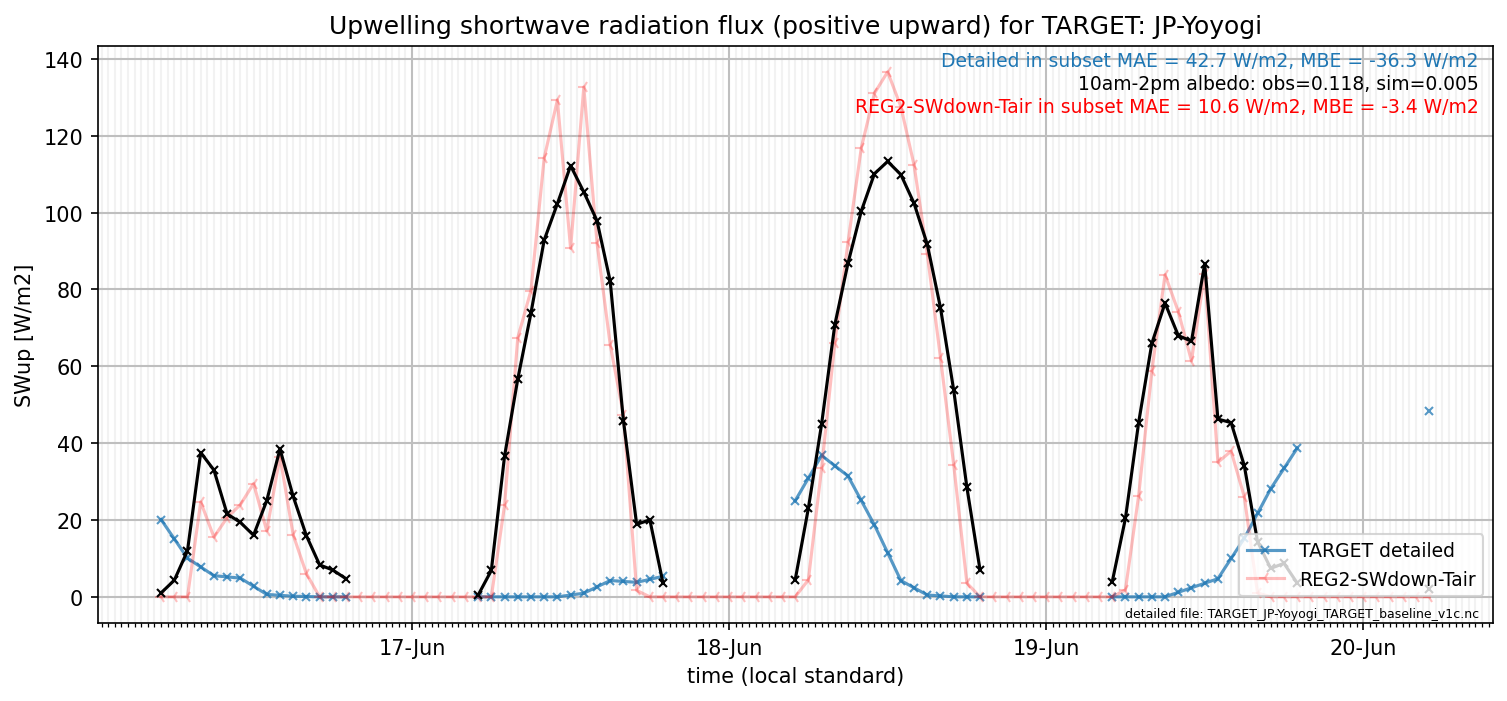 Upwelling shortwave radiation flux (positive upward) for TARGET: JP-Yoyogi
Detailed in subset MAE = 42.7 W/m2, MBE = -36.3 W/m2
10am-2pm albedo: obs=0.118, sim=0.005
REG2-SWdown-Tair in subset MAE = 10.6 W/m2, MBE = -3.4 W/m2
SWup [W/m2]
140
120
100
80
60
40
20
0
TARGET detailed
REG2-SWdown-Tair
detailed file: TARGET_JP-Yoyogi_TARGET_baseline_v1c.nc
17-Jun
18-Jun
19-Jun
20-Jun
time (local standard)